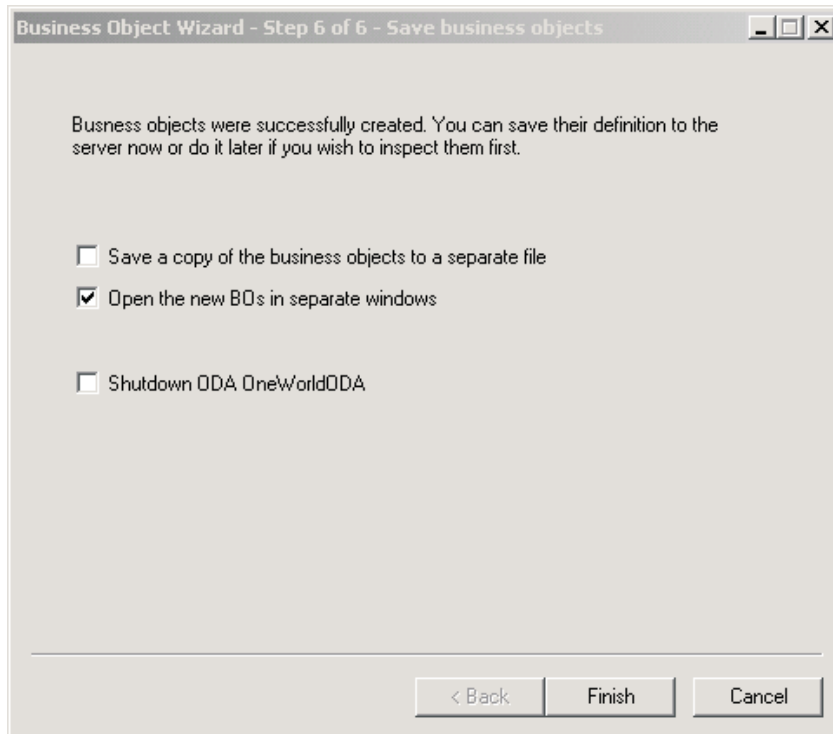 Business Object Wizard - Step 6 of 6 - Save business objects
Busness objects were successfully created. You can save their definition to the
server now or do it later if you wish to inspect them first.
Save a copy of the business objects to a separate file
Open the new BOs in separate windows
Shutdown ODA OneWorldODA
< Back Finish Cancel